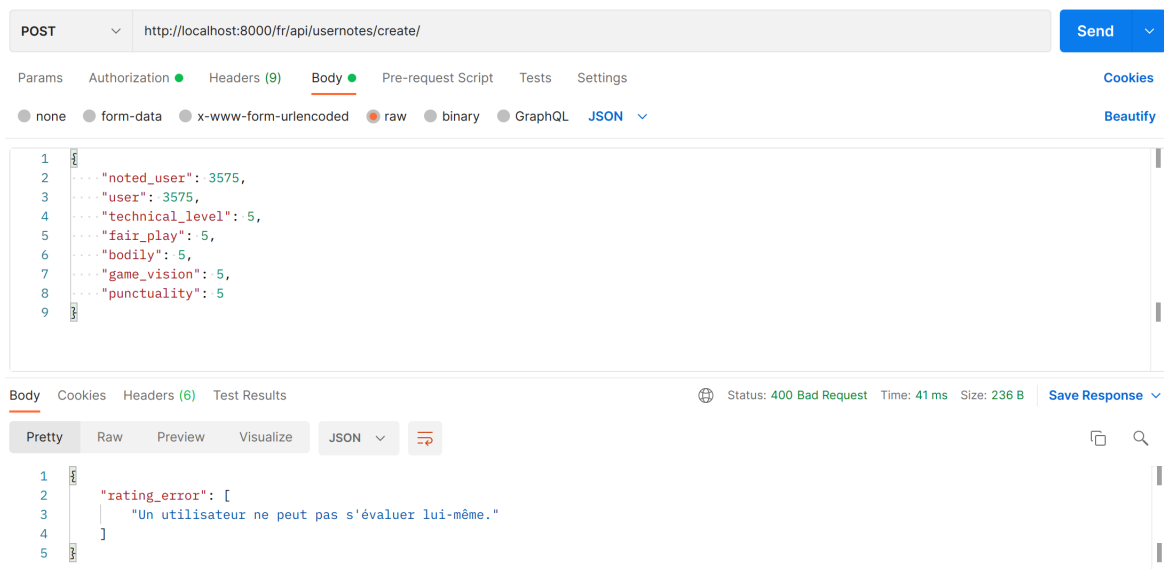 POST http://localhost:8000/fr/api/usernotes/create/ Send
Params Authorization Headers (9) Body Pre-request Script Tests Settings Cookies
none form-data x-www-form-urlencoded raw binary GraphQL JSON Beautify
1 {
2 "noted_user": 3575,
3 "user": 3575,
4 "technical_level": 5,
5 "fair_play": 5,
6 "bodily": 5,
7 "game_vision": 5,
8 "punctuality": 5
9 }
Body Cookies Headers (6) Test Results Status: 400 Bad Request Time: 41 ms Size: 236 B Save Response
Pretty Raw Preview Visualize JSON
1 {
2 "rating_error": [
3 "Un utilisateur ne peut pas s'évaluer lui-même."
4 ]
5 }